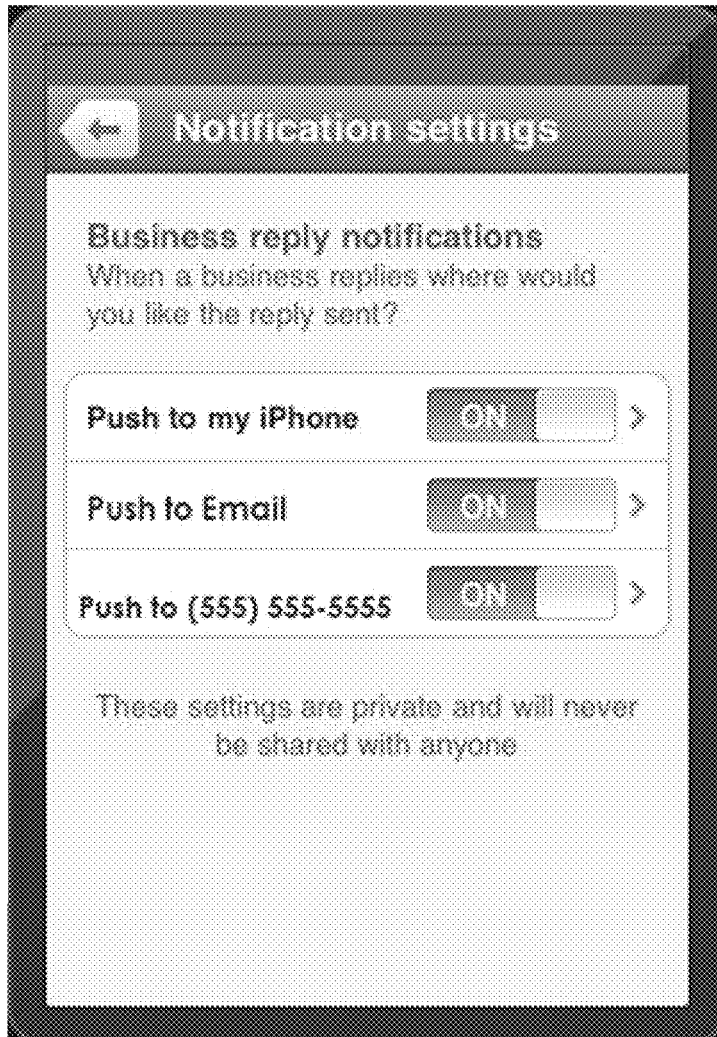 Notification settings
Business reply notifications
When a business replies where would
you like the reply sent?
Push to my iPhone
ON
Push to Email
ON
Push to (555) 555-5555
ON
These settings are private and will never
be shared with anyone